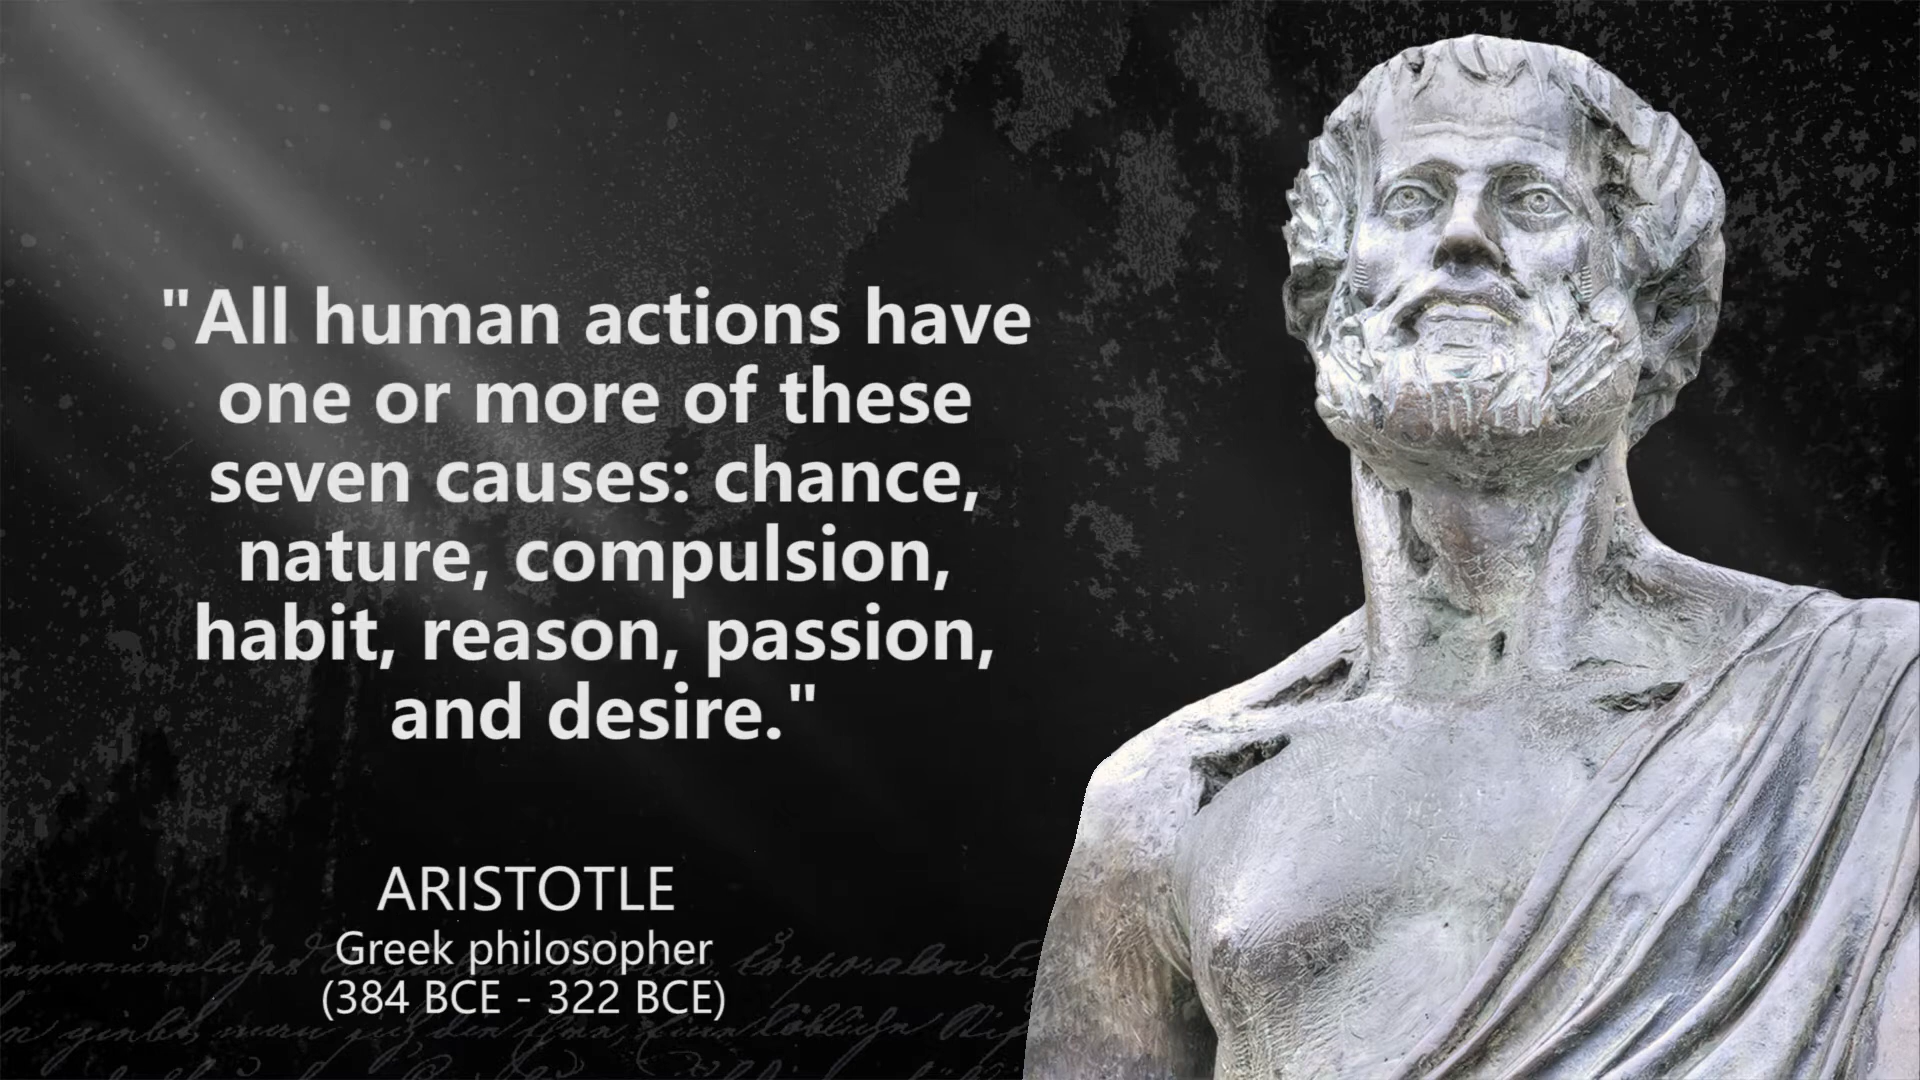 "All human actions have
one or more of these
seven causes: chance,
nature, compulsion,
habit, reason, passion,
and desire."
ARISTOTLE
Greek philosopher
(384 BCE - 322 BCE)